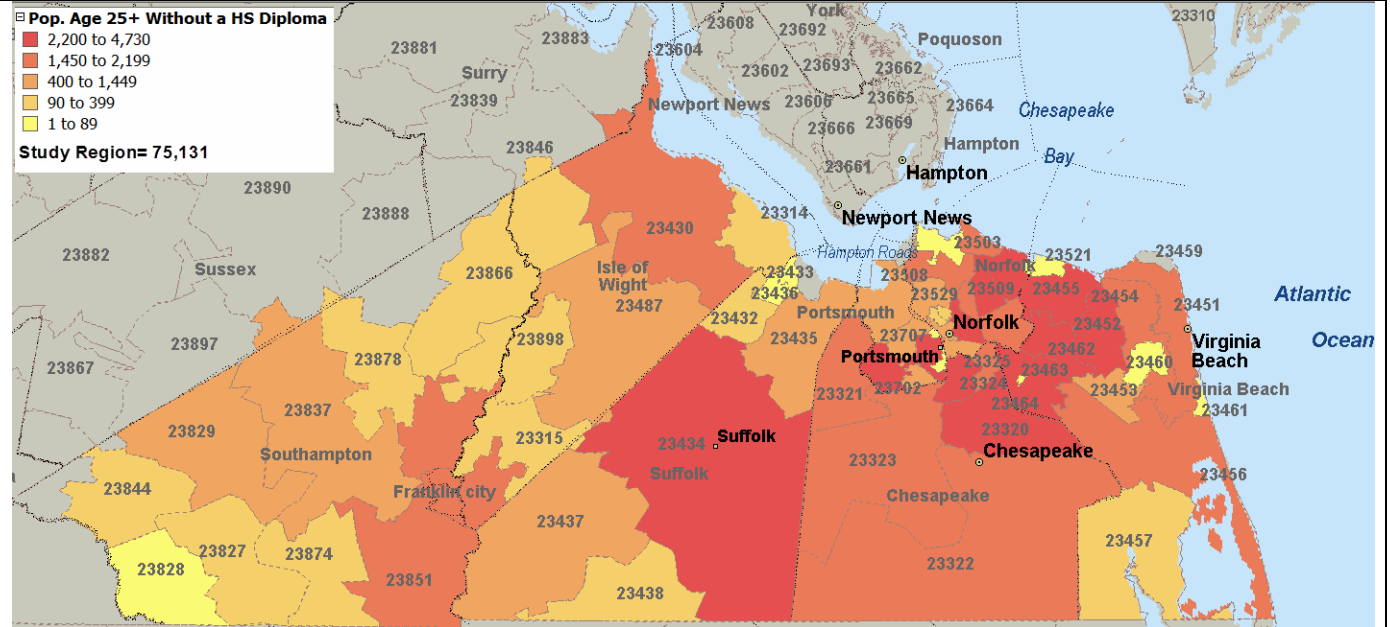 Pop. Age 25+ Without a HS Diploma
2,200 to 4,730
1,450 to 2,199
400 to 1,449
90 to 399
1 to 89
Study Region= 75,131
23881
23883
Surry
23839
23846
23890
23888
23882
Sussex
23897
23867
23866
23878
23837
23829
Southampton
23844
23827
23828
23874
23851
Franklin city
23604
23608
York
23692
Poquoson
23310
23602
23693
23662
Newport News
23606
23665
23664
23666
23669
Hampton
23661
Hampton
Newport News
Chesapeake
Bay
23314
23430
Isle of
Wight
23487
23433
23436
23432
23898
23315
Hampton Roads
23503
Norfolk
23521
23459
23508
23529
23509
23455
23454
23451
Portsmouth
23435
23707
Norfolk
23452
Portsmouth
23462
23325
23463
23460
Virginia
Beach
23321
23702
23324
23453
Virginia Beach
23464
23461
23320
Suffolk
23434
Suffolk
Chesapeake
23323
Chesapeake
23456
23437
23457
23322
23438
Atlantic
Ocean